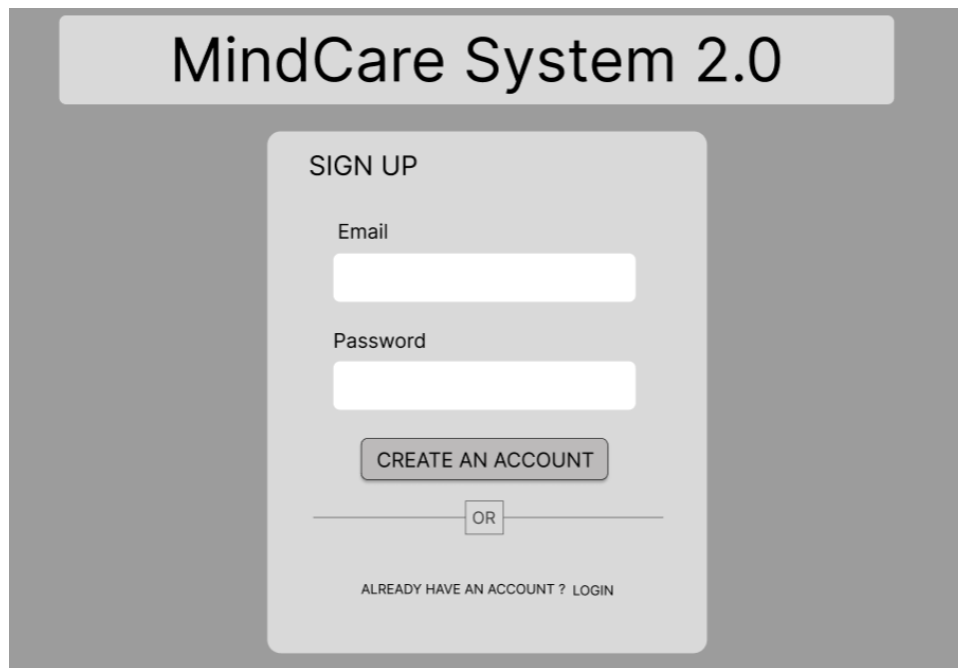 MindCare System 2.0
SIGN UP
Email
Password
CREATE AN ACCOUNT
OR
ALREADY HAVE AN ACCOUNT ? LOGIN